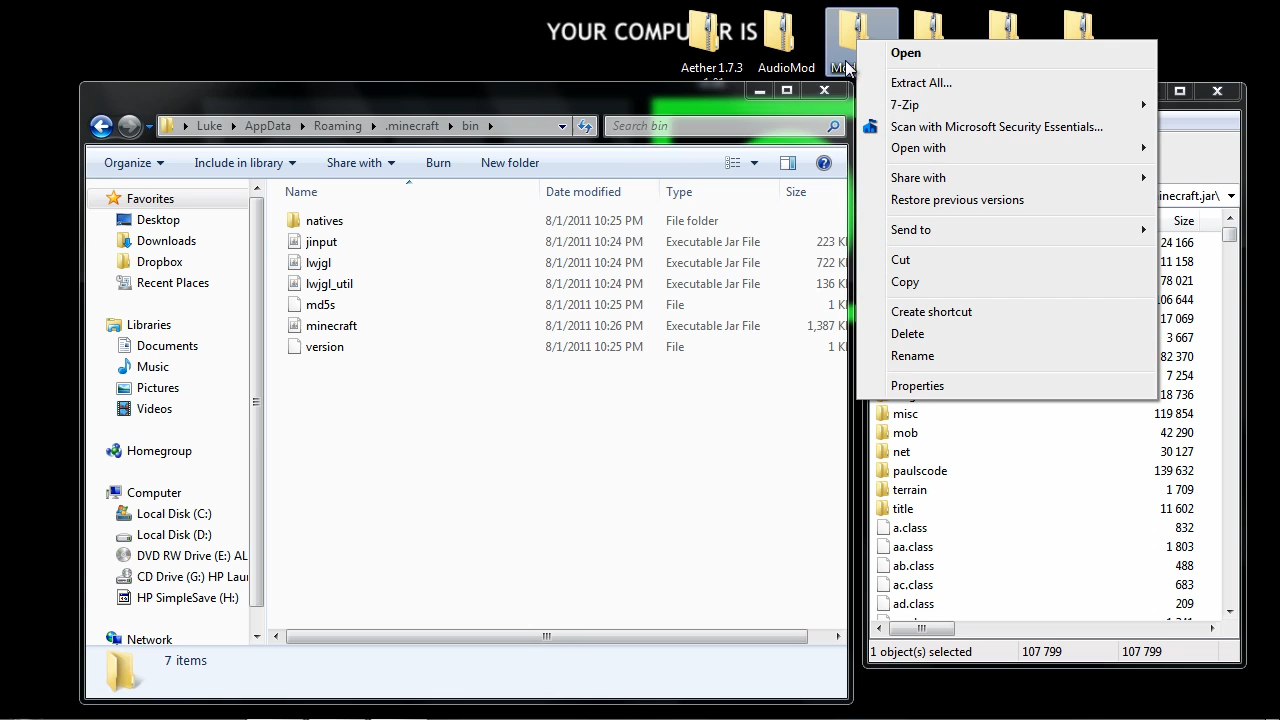 YOUR COMPUTER IS
Aether 1.7.3
AudioMod
Open
Extract All...
7-Zip
Scan with Microsoft Security Essentials...
Open with
Share with
Restore previous versions
Send to
Cut
Copy
Create shortcut
Delete
Rename
Properties
Luke AppData Roaming .minecraft bin
Search bin
Organize Include in library Share with Burn New folder
Favorites
Desktop
Downloads
Dropbox
Recent Places
Libraries
Documents
Music
Pictures
Videos
Homegroup
Computer
Local Disk (C:)
Local Disk (D:)
DVD RW Drive (E:) AL
CD Drive (G:) HP Lau
HP SimpleSave (H:)
Network
Name Date modified Type Size
natives 8/1/2011 10:25 PM File folder
jinput 8/1/2011 10:24 PM Executable Jar File 223 K
lwjgl 8/1/2011 10:24 PM Executable Jar File 722 K
lwjgl_util 8/1/2011 10:24 PM Executable Jar File 136 K
md5s 8/1/2011 10:25 PM File 1 K
minecraft 8/1/2011 10:26 PM Executable Jar File 1,387 K
version 8/1/2011 10:25 PM File 1 K
7 items
inecraft.jar\
Size
24 166
11 158
78 021
106 644
17 069
3 667
82 370
7 254
18 736
misc 119 854
mob 42 290
net 30 127
paulscode 139 632
terrain 1 709
title 11 602
a.class 832
aa.class 1 803
ab.class 488
ac.class 683
ad.class 209
1 object(s) selected 107 799 107 799